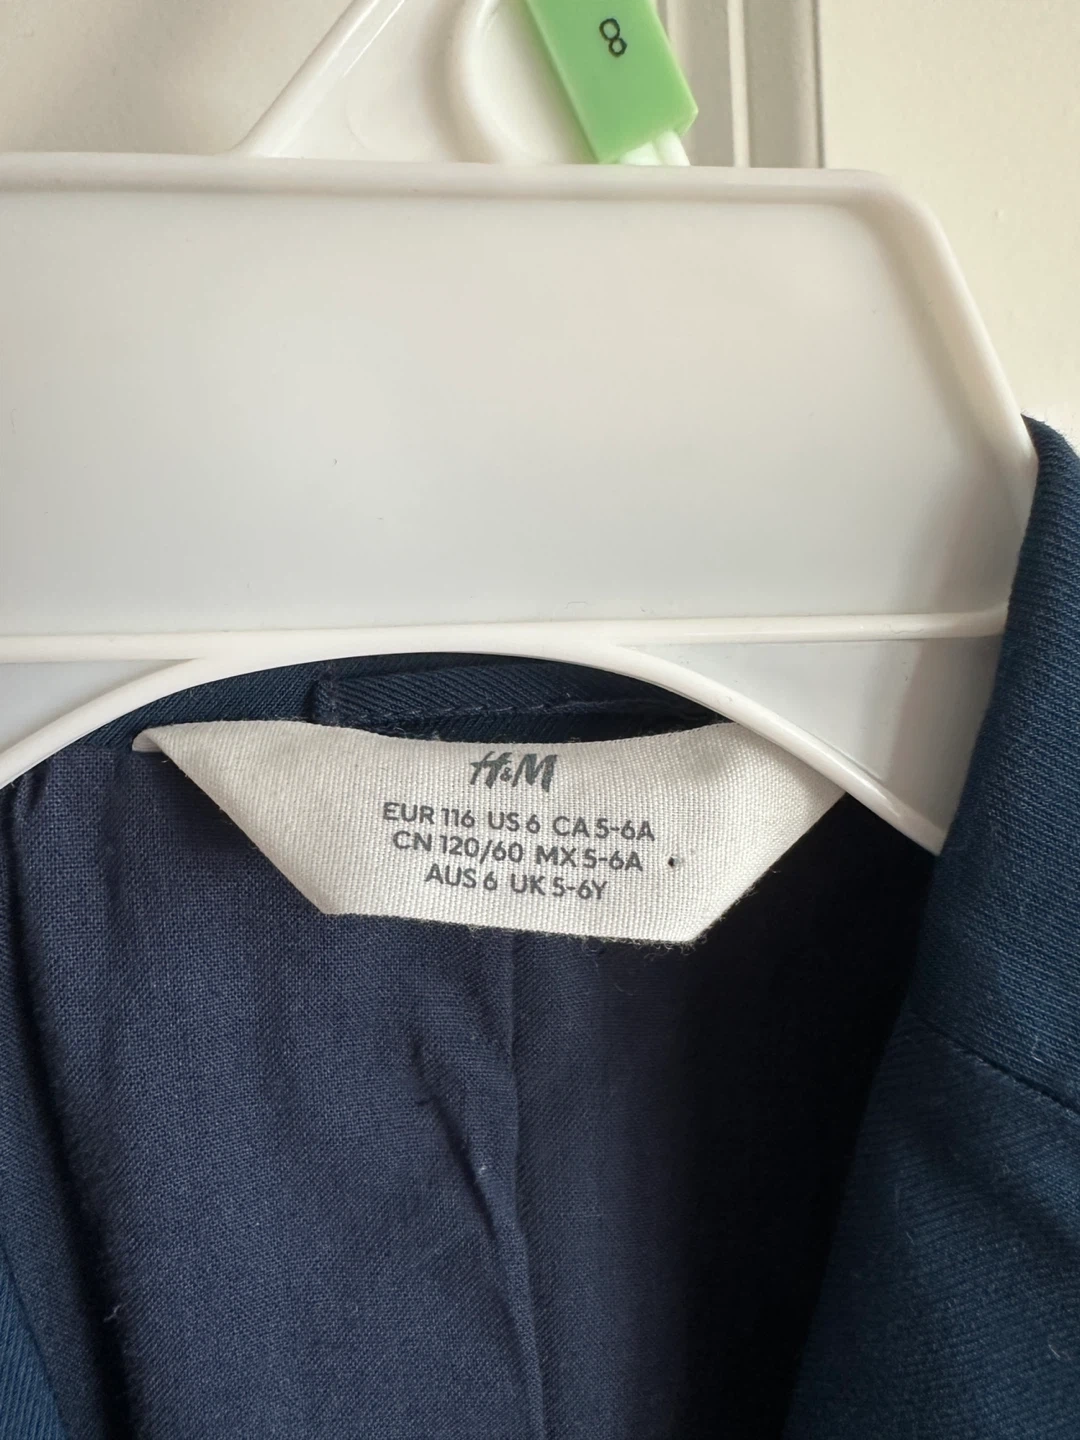 8
H&M
EUR 116 US 6 CA 5-6A
CN 120/60 MX 5-6A
AUS 6 UK 5-6Y